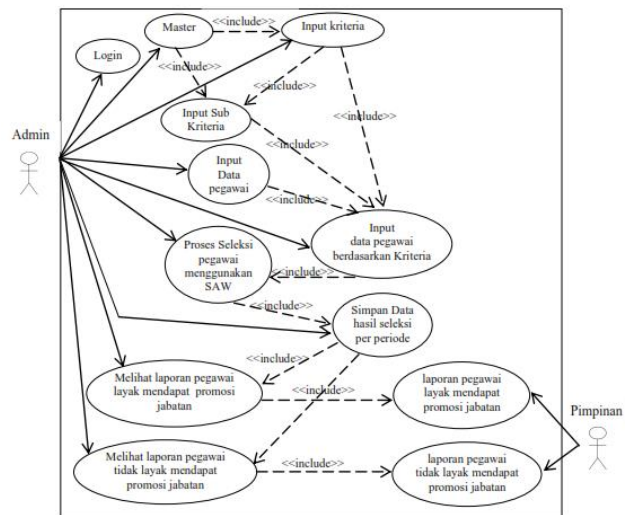 Master
<<include>>
Input kriteria
Login
<<include>>
<<include>>
Input Sub
Kriteria
<<include>>
Admin
Input
Data
pegawai
<<include>>
<<include>>
Input
data pegawai
berdasarkan Kriteria
Proses Seleksi
pegawai
menggunakan
SAW
<<include>>
<<include>>
Simpan Data
hasil seleksi
per periode
<<include>>
Melihat laporan pegawai
layak mendapat promosi
jabatan
<<include>>
laporan pegawai
layak mendapat
promosi jabatan
Pimpinan
Melihat laporan pegawai
tidak layak mendapat
promosi jabatan
<<include>>
laporan pegawai
tidak layak mendapat
promosi jabatan